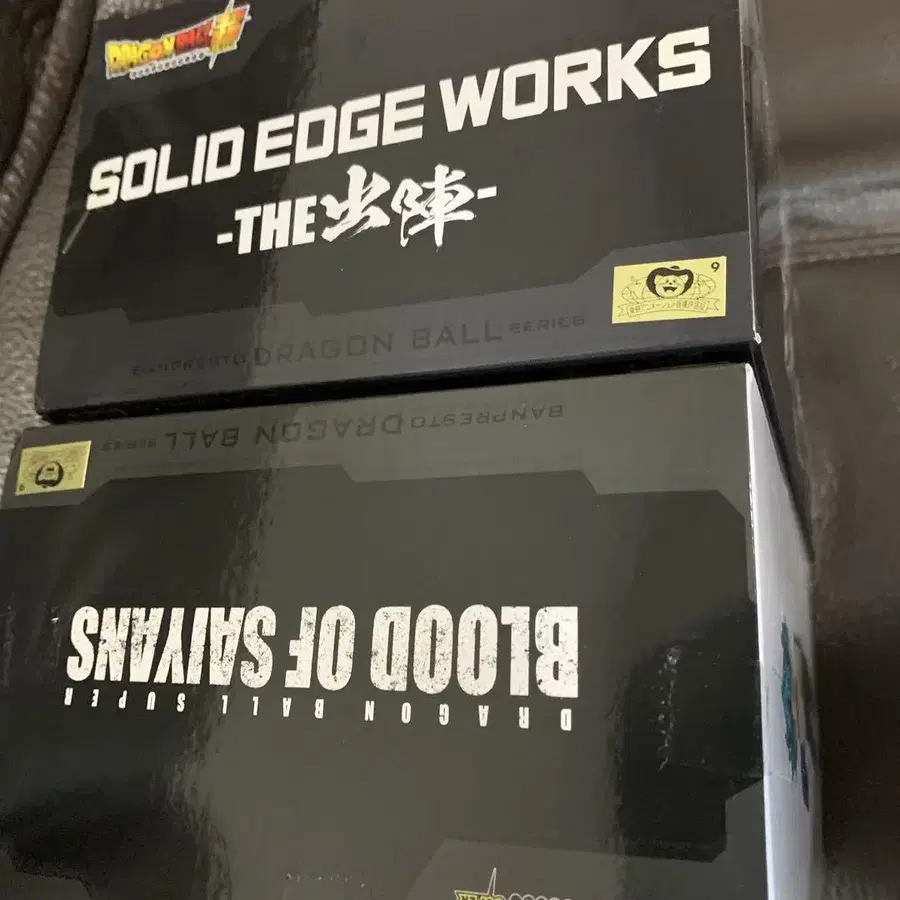 DRAGON BALL
SOLID EDGE WORKS
-THE出陣-
9
BANPRESTO DRAGON BALL SERIES
BANPRESTO DRAGON BALL SERIES
6
DRAGON BALL SUPER
BLOOD OF SAIYANS